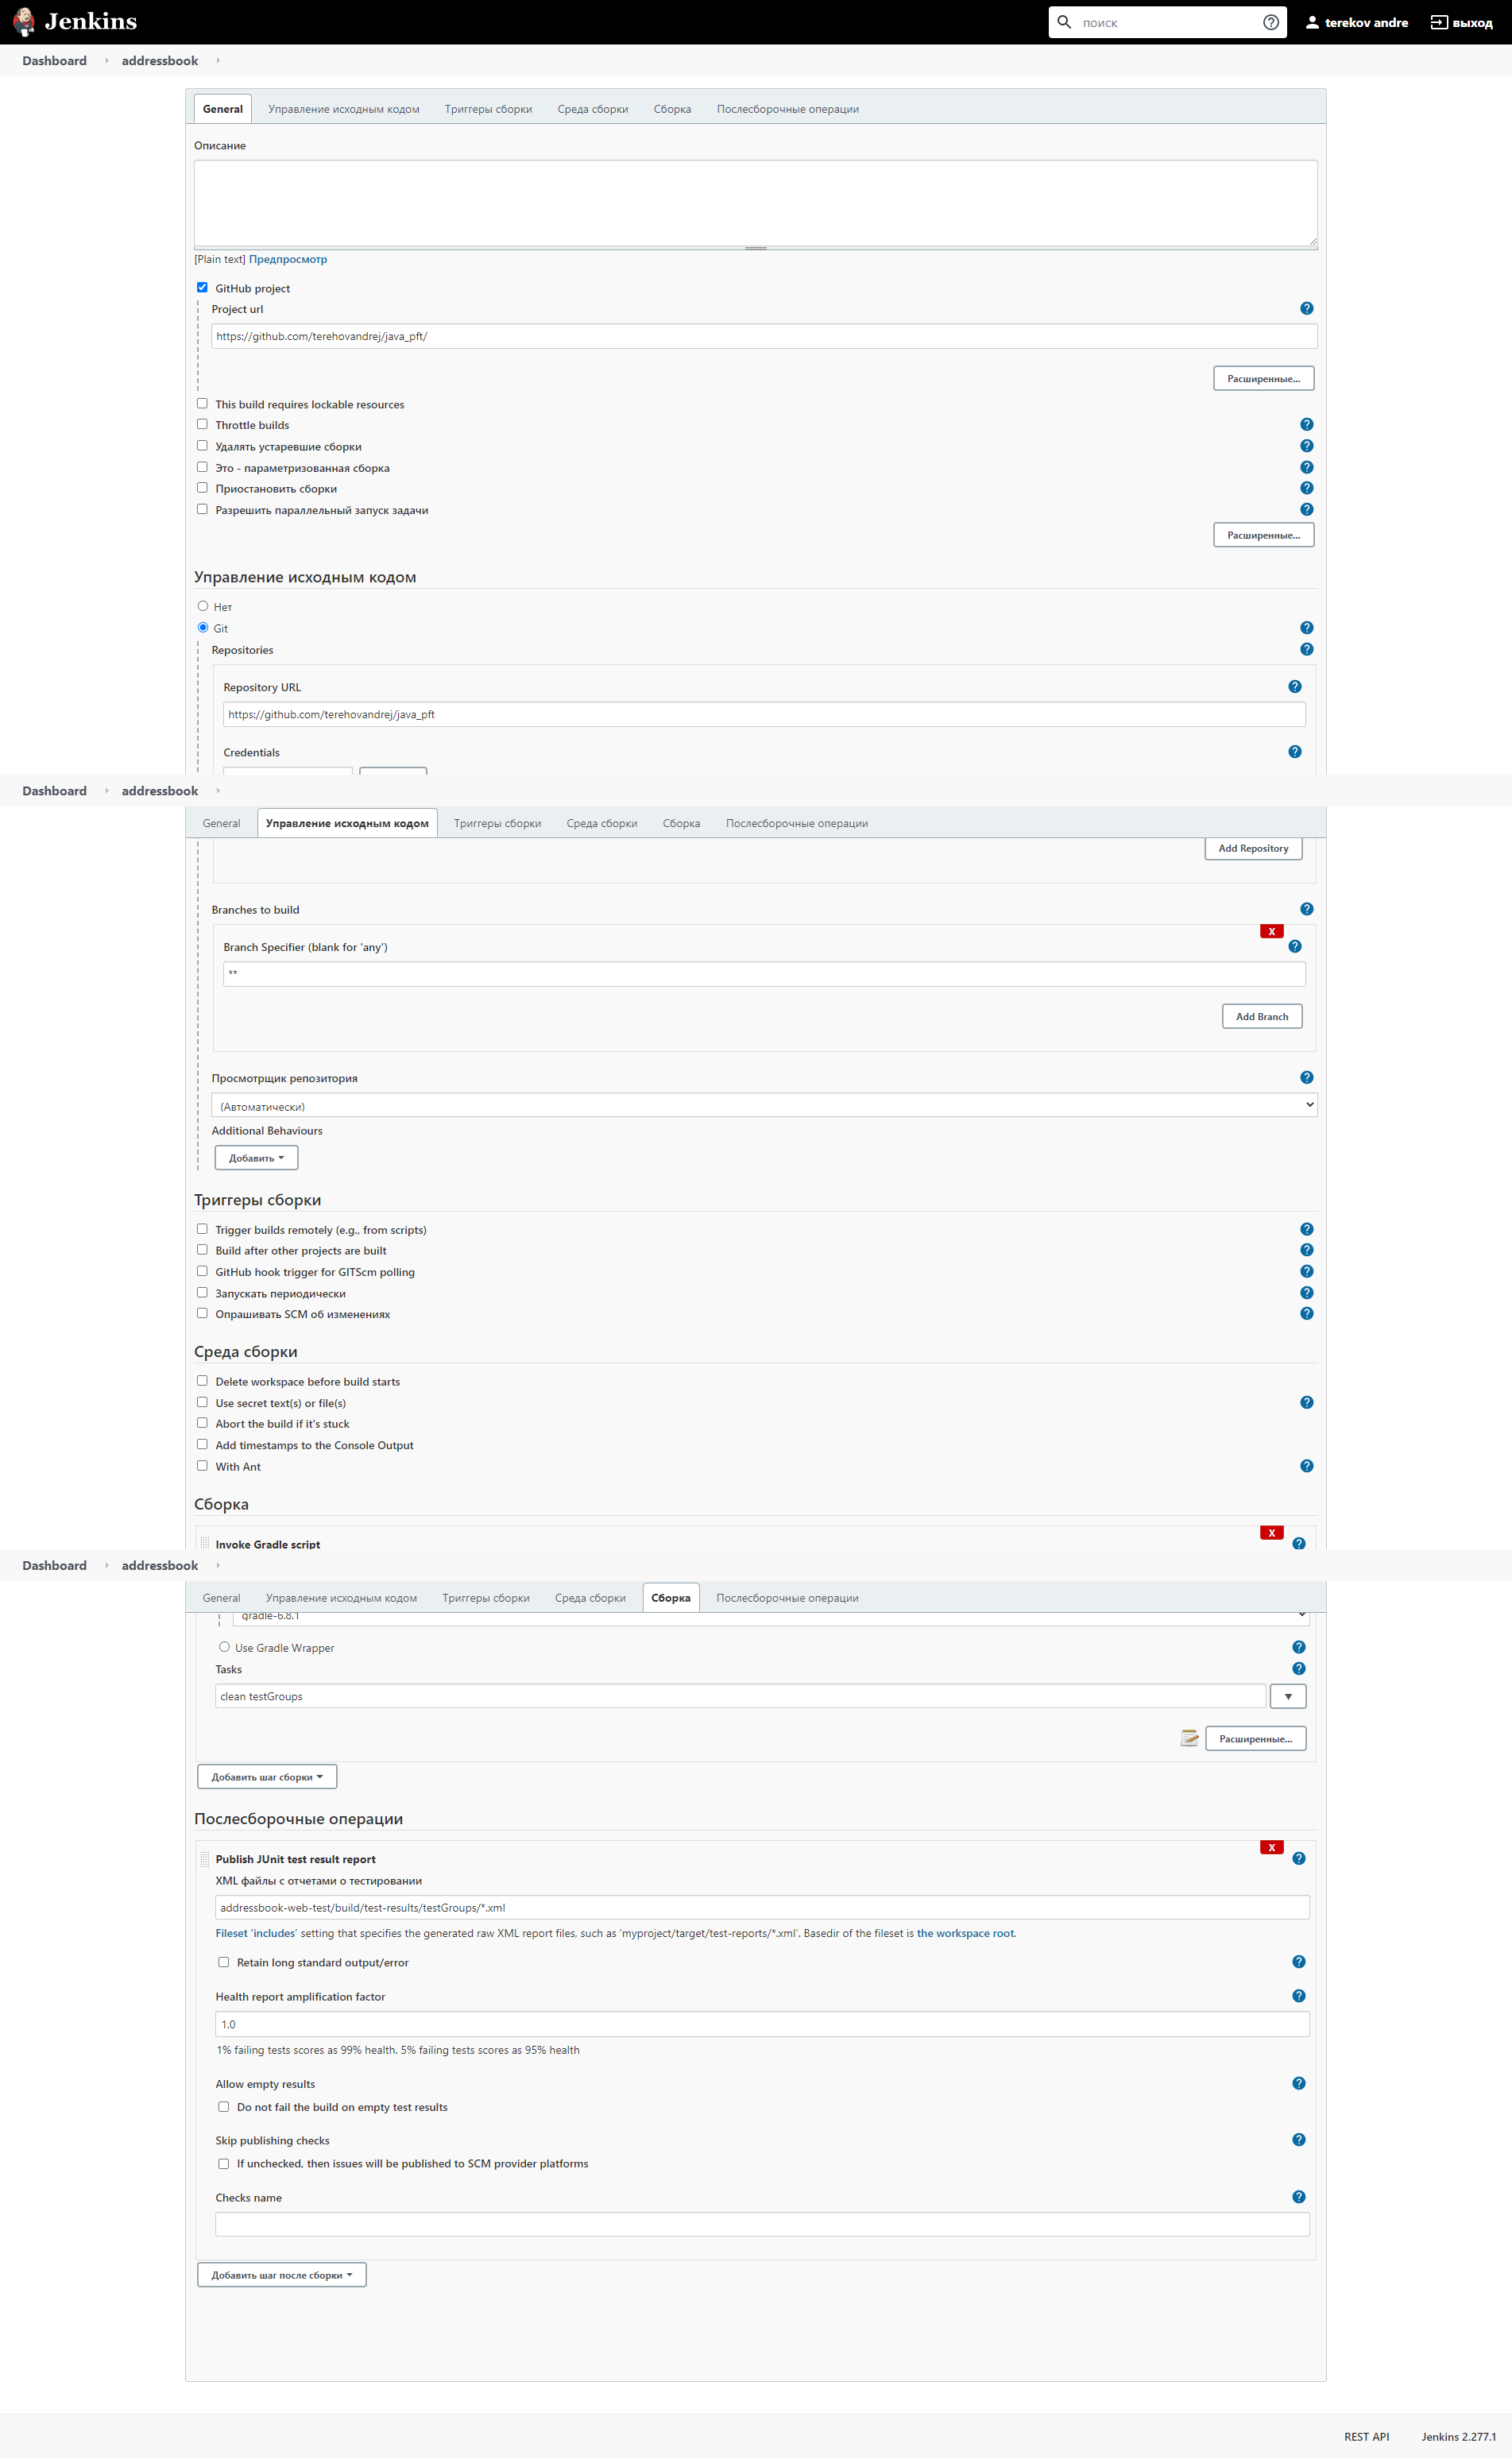 Jenkins
поиск
terekov andre
выход
Dashboard addressbook
General Управление исходным кодом Триггеры сборки Среда сборки Сборка Послесборочные операции
Описание
[Plain text] Предпросмотр
GitHub project
Project url
https://github.com/terehovandrej/java_pft/
Расширенные...
This build requires lockable resources
Throttle builds
Удалять устаревшие сборки
Это - параметризованная сборка
Приостановить сборки
Разрешить параллельный запуск задачи
Расширенные...
Управление исходным кодом
Нет
Git
Repositories
Repository URL
https://github.com/terehovandrej/java_pft
Credentials
Dashboard addressbook
General Управление исходным кодом Триггеры сборки Среда сборки Сборка Послесборочные операции
Add Repository
Branches to build
X
Branch Specifier (blank for 'any')
**
Add Branch
Просмотрщик репозитория
(Автоматически)
Additional Behaviours
Добавить
Триггеры сборки
Trigger builds remotely (e.g., from scripts)
Build after other projects are built
GitHub hook trigger for GITScm polling
Запускать периодически
Опрашивать SCM об изменениях
Среда сборки
Delete workspace before build starts
Use secret text(s) or file(s)
Abort the build if it's stuck
Add timestamps to the Console Output
With Ant
Сборка
X
Invoke Gradle script
Dashboard addressbook
General Управление исходным кодом Триггеры сборки Среда сборки Сборка Послесборочные операции
gradle-6.8.1
Use Gradle Wrapper
Tasks
clean testGroups
Расширенные...
Добавить шаг сборки
Послесборочные операции
X
Publish JUnit test result report
XML файлы с отчетами о тестировании
addressbook-web-test/build/test-results/testGroups/*.xml
Fileset 'includes' setting that specifies the generated raw XML report files, such as 'myproject/target/test-reports/*.xml'. Basedir of the fileset is the workspace root.
Retain long standard output/error
Health report amplification factor
1.0
1% failing tests scores as 99% health. 5% failing tests scores as 95% health
Allow empty results
Do not fail the build on empty test results
Skip publishing checks
If unchecked, then issues will be published to SCM provider platforms
Checks name
Добавить шаг после сборки
REST API Jenkins 2.277.1